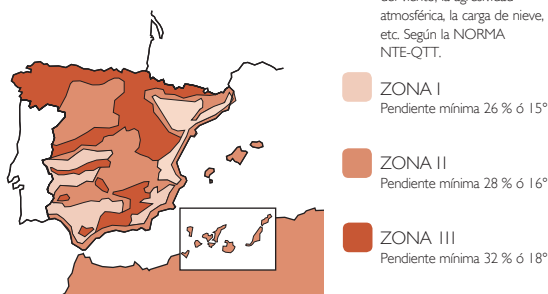 atmosférica, la carga de nieve,
etc. Según la NORMA
NTE-QTT.
ZONA I
Pendiente mínima 26 % ó 15°
ZONA II
Pendiente mínima 28 % ó 16°
ZONA III
Pendiente mínima 32 % ó 18°